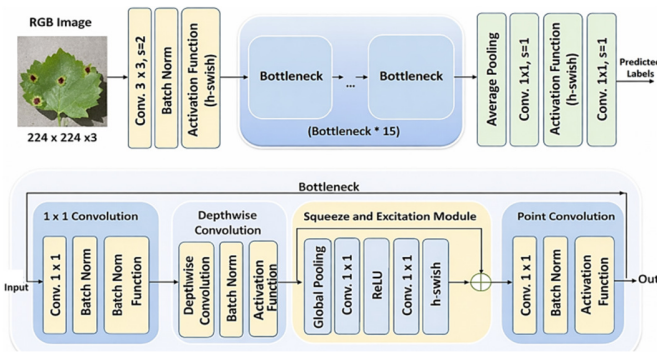 RGB Image
224 x 224 x3
Conv. 3 x 3, s=2
Batch Norm
Activation Function
(h-swish)
Bottleneck
...
Bottleneck
(Bottleneck * 15)
Average Pooling
Conv. 1x1, s=1
Activation Function
(h-swish)
Conv. 1x1, s=1
Predicted
Labels
Bottleneck
Input
1 x 1 Convolution
Conv. 1 x 1
Batch Norm
Batch Nom
Function
Depthwise
Convolution
Depthwise
Convolution
Batch Norm
Activation
Function
Squeeze and Excitation Module
Global Pooling
Conv. 1 x 1
ReLU
Conv. 1 x 1
h-swish
Point Convolution
Conv. 1 x 1
Batch Norm
Activation
Function
Out